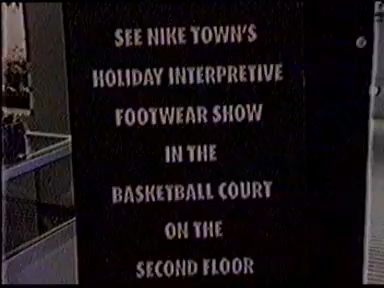 SEE NIKE TOWN'S
HOLIDAY INTERPRETIVE
FOOTWEAR SHOW
IN THE
BASKETBALL COURT
ON THE
SECOND FLOOR